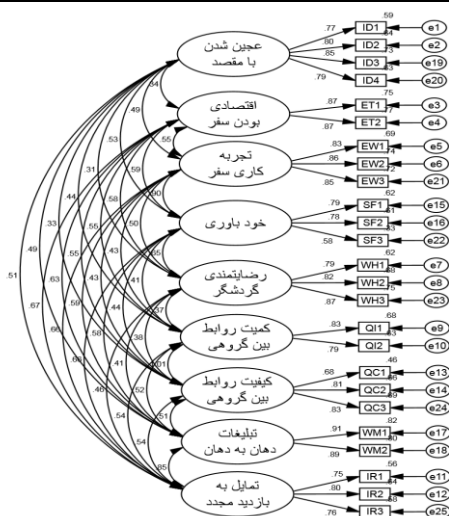 عجین شدن
با مقصد
اقتصادی
بودن سفر
تجربه
کاری سفر
خود باوری
رضایتمندی
گردشگر
کمیت روابط
بین گروهی
کیفیت روابط
بین گروهی
تبلیغات
دهان به دهان
تمایل به
بازدید مجدد
.77 ID1 .59 e1
.80 ID2 e2
.85 ID3 e19
.79 ID4 e20
.87 ET1 .75 e3
.87 ET2 e4
.83 EW1 .69 e5
.86 EW2 e6
.85 EW3 e21
.79 SF1 .62 e15
.78 SF2 e16
.58 SF3 e22
.79 WH1 .62 e7
.82 WH2 e8
.87 WH3 e23
.83 QI1 .68 e9
.79 QI2 e10
.68 QC1 .46 e13
.81 QC2 e14
.83 QC3 e24
.91 WM1 .82 e17
.89 WM2 e18
.75 IR1 .56 e11
.80 IR2 e12
.76 IR3 e25
.49
.55
.53
.59
.31
.44
.58
.50
.33
.55
.55
.43
.49
.63
.43
.41
.37
.51
.67
.59
.44
.38
.66
.58
.41
.52
.68
.46
.54
.51
.54
.85